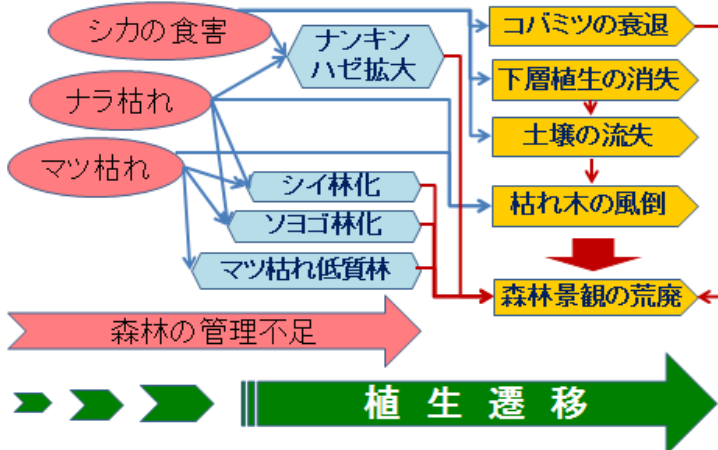 シカの食害
ナンキン
ハゼ拡大
コバミツの衰退
下層植生の消失
ナラ枯れ
土壌の流失
マツ枯れ
シイ林化
枯れ木の風倒
ソヨゴ林化
マツ枯れ低質林
森林景観の荒廃
森林の管理不足
植生遷移